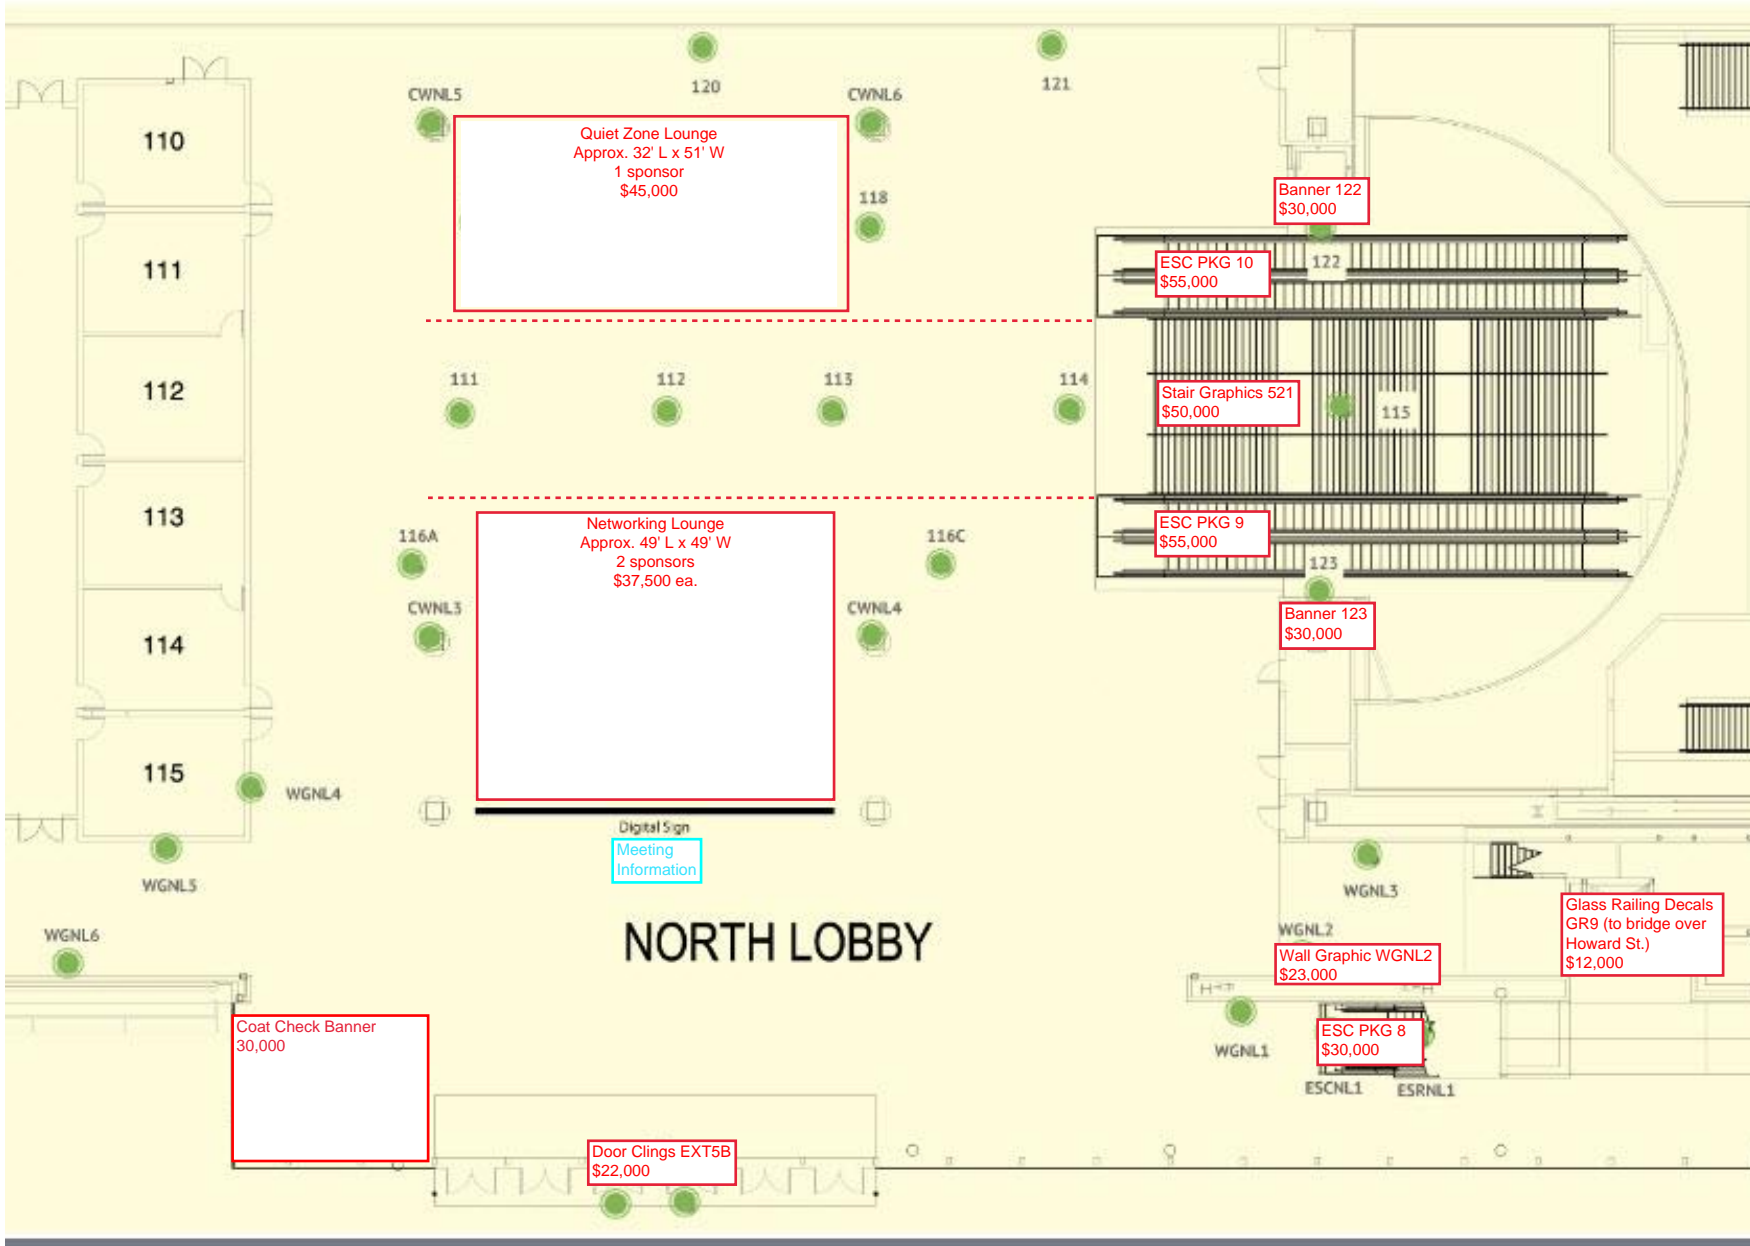 120
121
CWNL5
CWNL6
110
Quiet Zone Lounge
Approx. 32' L x 51' W
1 sponsor
$45,000
118
Banner 122
$30,000
111
122
ESC PKG 10
$55,000
111
112
113
114
112
Stair Graphics 521
$50,000
115
113
116A
Networking Lounge
Approx. 49' L x 49' W
2 sponsors
$37,500 ea.
116C
ESC PKG 9
$55,000
123
CWNL3
CWNL4
Banner 123
$30,000
114
115
WGNL4
Digital Sign
Meeting
Information
WGNL5
WGNL3
Glass Railing Decals
GR9 (to bridge over
Howard St.)
$12,000
WGNL6
NORTH LOBBY
WGNL2
Wall Graphic WGNL2
$23,000
Coat Check Banner
30,000
WGNL1
ESC PKG 8
$30,000
ESCNL1
ESRNL1
Door Clings EXT5B
$22,000